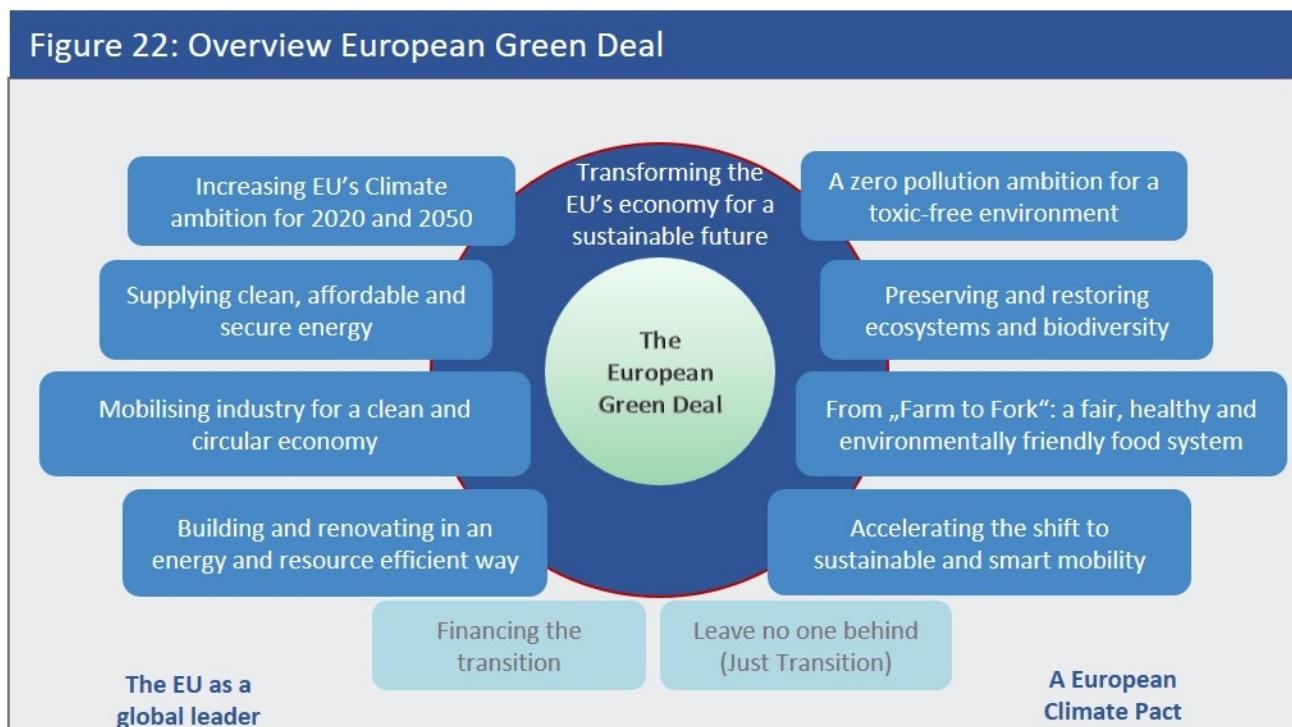 Figure 22: Overview European Green Deal
Transforming the
EU's economy for a
sustainable future
Increasing EU's Climate
ambition for 2020 and 2050
Supplying clean, affordable and
secure energy
Mobilising industry for a clean and
circular economy
Building and renovating in an
energy and resource efficient way
The
European
Green Deal
A zero pollution ambition for a
toxic-free environment
Preserving and restoring
ecosystems and biodiversity
From „Farm to Fork“: a fair, healthy and
environmentally friendly food system
Accelerating the shift to
sustainable and smart mobility
Financing the
transition
Leave no one behind
(Just Transition)
The EU as a
global leader
A European
Climate Pact